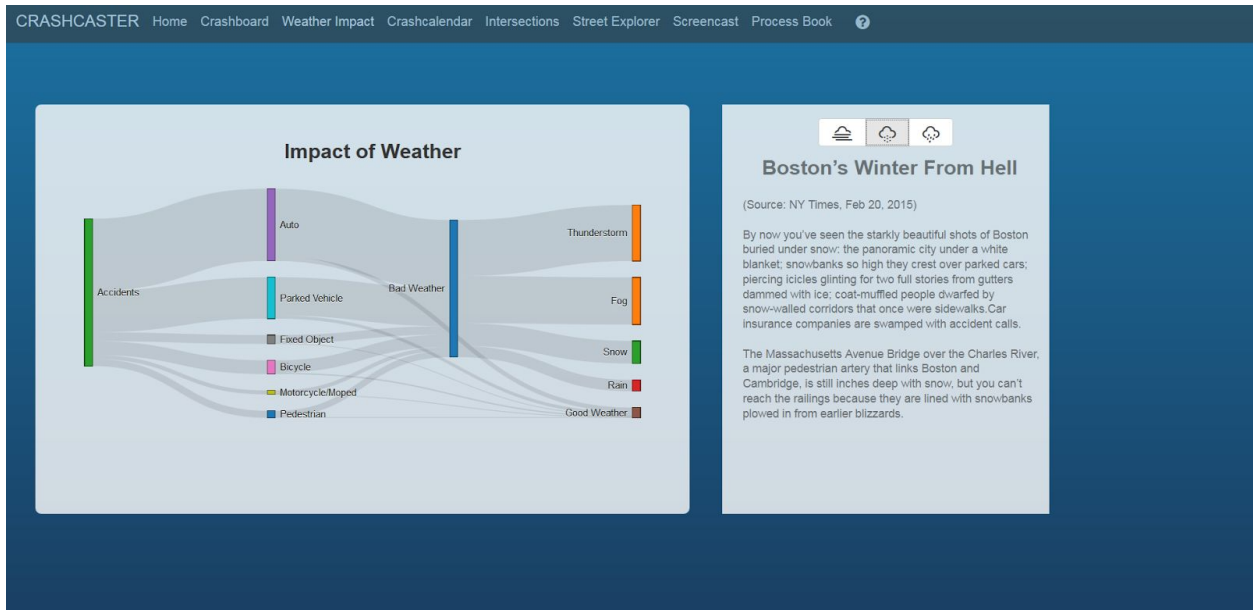 CRASHCASTER Home Crashboard Weather Impact Crashcalendar Intersections Street Explorer Screencast Process Book ?
Impact of Weather
Accidents
Auto
Parked Vehicle
Fixed Object
Bicycle
Motorcycle/Moped
Pedestrian
Bad Weather
Thunderstorm
Fog
Snow
Rain
Good Weather
Boston’s Winter From Hell
(Source: NY Times, Feb 20, 2015)
By now you’ve seen the starkly beautiful shots of Boston
buried under snow: the panoramic city under a white
blanket; snowbanks so high they crest over parked cars;
piercing icicles glinting for two full stories from gutters
dammed with ice; coat-muffled people dwarfed by
snow-walled corridors that once were sidewalks.Car
insurance companies are swamped with accident calls.
The Massachusetts Avenue Bridge over the Charles River,
a major pedestrian artery that links Boston and
Cambridge, is still inches deep with snow, but you can’t
reach the railings because they are lined with snowbanks
plowed in from earlier blizzards.